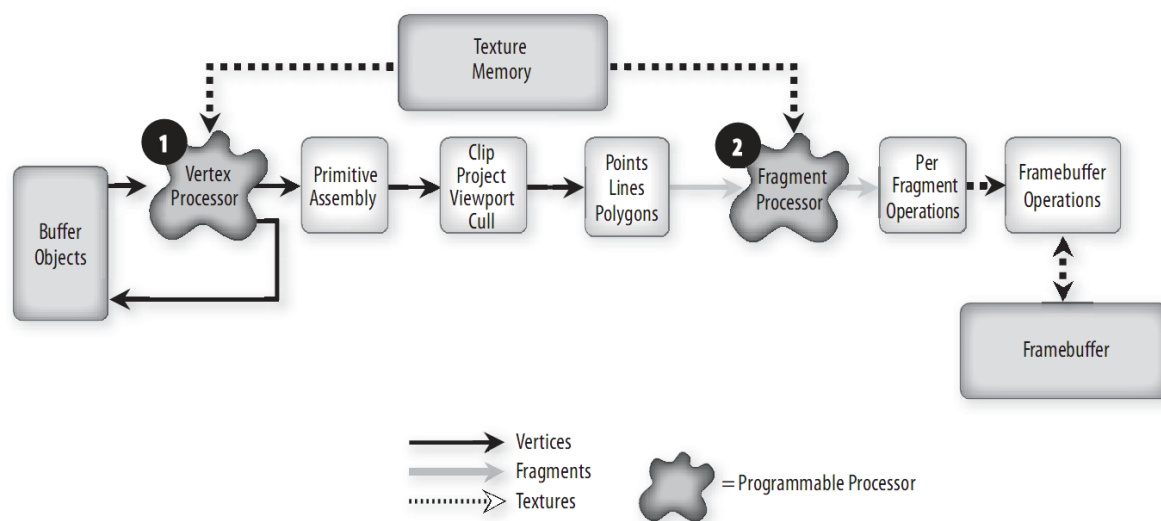 Texture
Memory
1
Vertex
Processor
Primitive
Assembly
Clip
Project
Viewport
Cull
Points
Lines
Polygons
2
Fragment
Processor
Per
Fragment
Operations
Framebuffer
Operations
Buffer
Objects
Framebuffer
Vertices
Fragments
Textures
= Programmable Processor